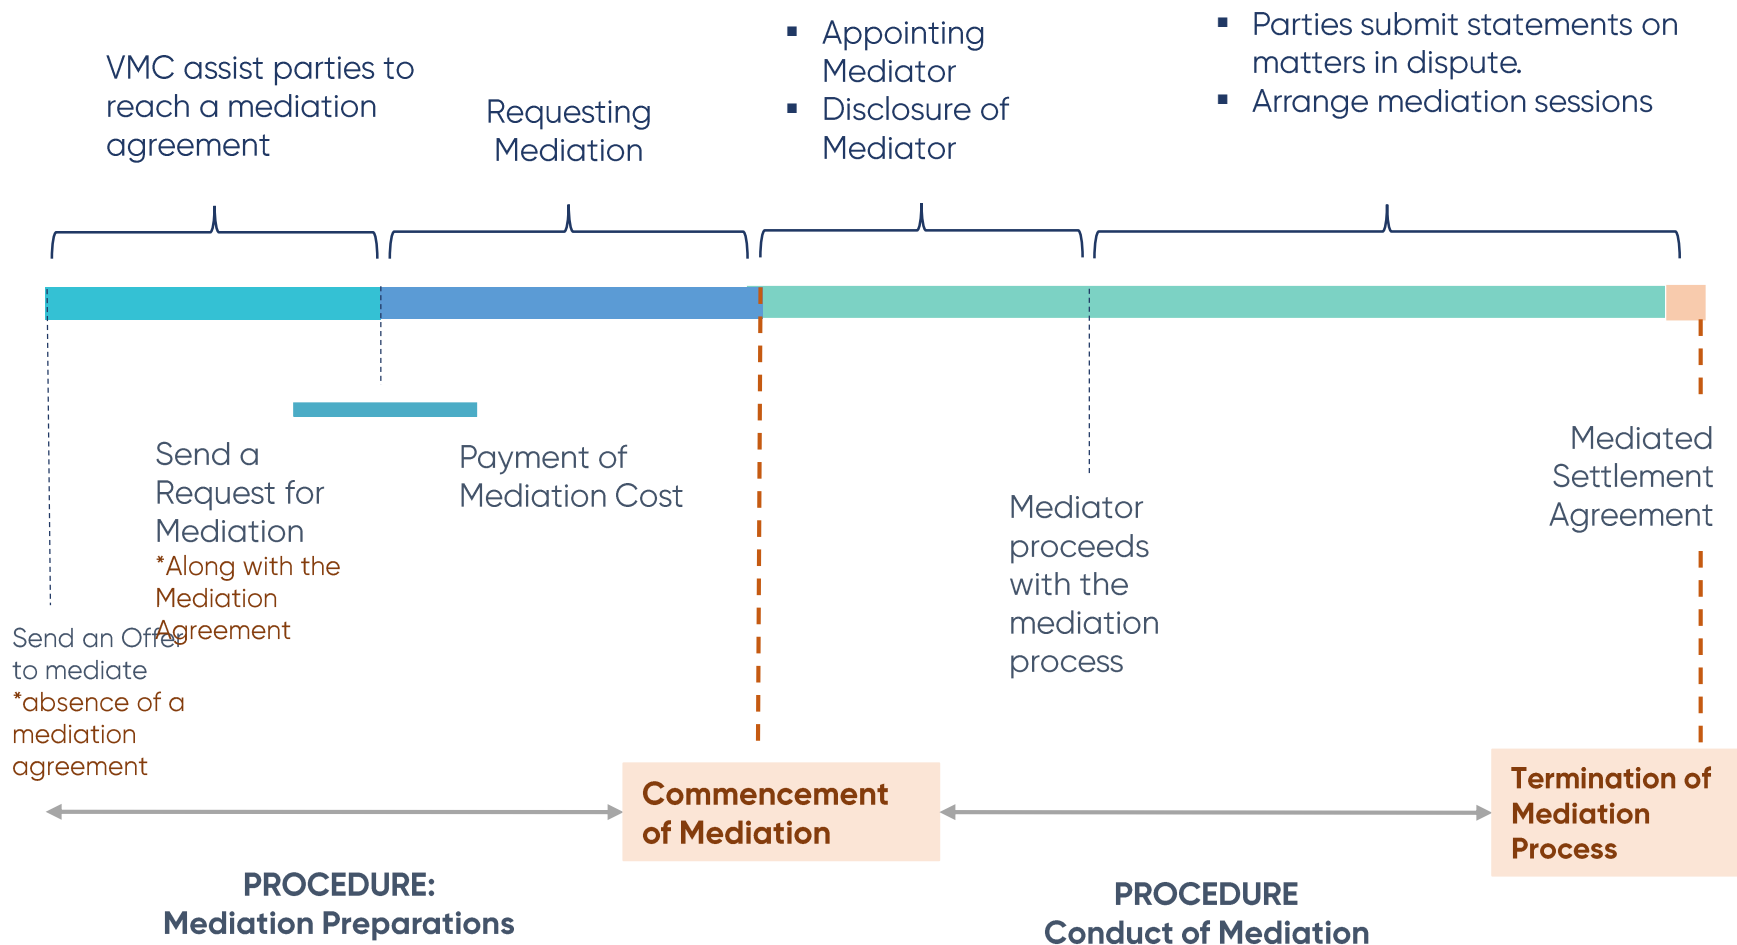 VMC assist parties to
reach a mediation
agreement
Requesting
Mediation
▪ Appointing
Mediator
▪ Disclosure of
Mediator
▪ Parties submit statements on
matters in dispute.
▪ Arrange mediation sessions
Send a
Request for
Mediation
*Along with the
Mediation
Agreement
Payment of
Mediation Cost
Send an Offer
to mediate
*absence of a
mediation
agreement
Mediator
proceeds
with the
mediation
process
Mediated
Settlement
Agreement
Commencement
of Mediation
Termination of
Mediation
Process
PROCEDURE:
Mediation Preparations
PROCEDURE
Conduct of Mediation